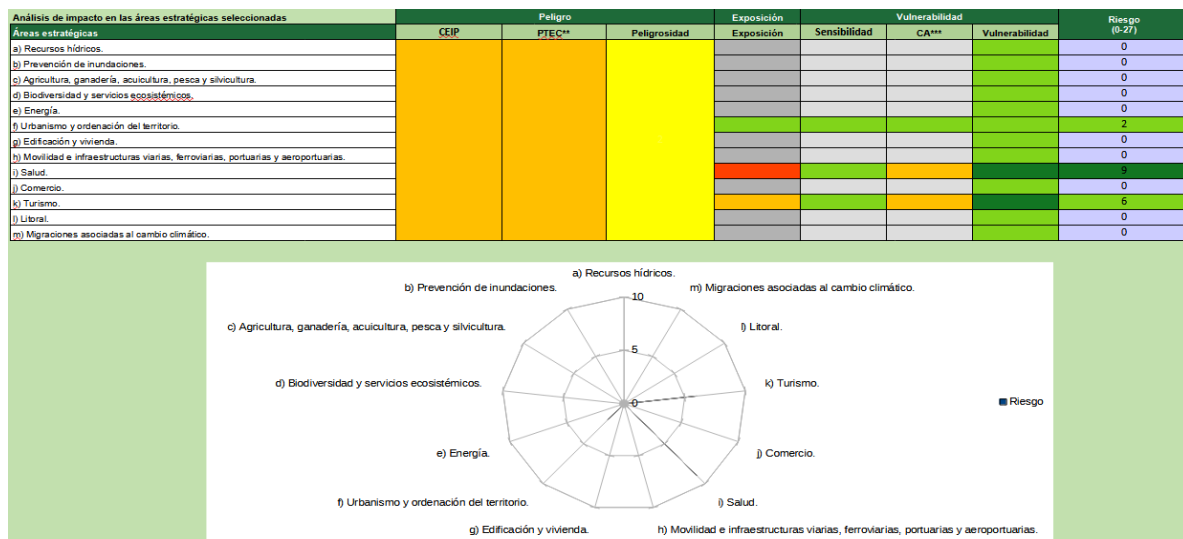 Análisis de impacto en las áreas estratégicas seleccionadas Peligro Exposición Vulnerabilidad Riesgo (0-27)
Áreas estratégicas CEIP PTEC** Peligrosidad Exposición Sensibilidad CA*** Vulnerabilidad
a) Recursos hídricos. 0
b) Prevención de inundaciones. 0
c) Agricultura, ganadería, acuicultura, pesca y silvicultura. 0
d) Biodiversidad y servicios ecosistémicos. 0
e) Energía. 0
f) Urbanismo y ordenación del territorio. 2
g) Edificación y vivienda. 0
h) Movilidad e infraestructuras viarias, ferroviarias, portuarias y aeroportuarias. 0
i) Salud. 9
j) Comercio. 0
k) Turismo. 6
l) Litoral. 0
m) Migraciones asociadas al cambio climático. 0
a) Recursos hídricos.
b) Prevención de inundaciones. m) Migraciones asociadas al cambio climático.
10
c) Agricultura, ganadería, acuicultura, pesca y silvicultura. l) Litoral.
5
d) Biodiversidad y servicios ecosistémicos. k) Turismo.
0 Riesgo
e) Energía. j) Comercio.
f) Urbanismo y ordenación del territorio. i) Salud.
g) Edificación y vivienda. h) Movilidad e infraestructuras viarias, ferroviarias, portuarias y aeroportuarias.